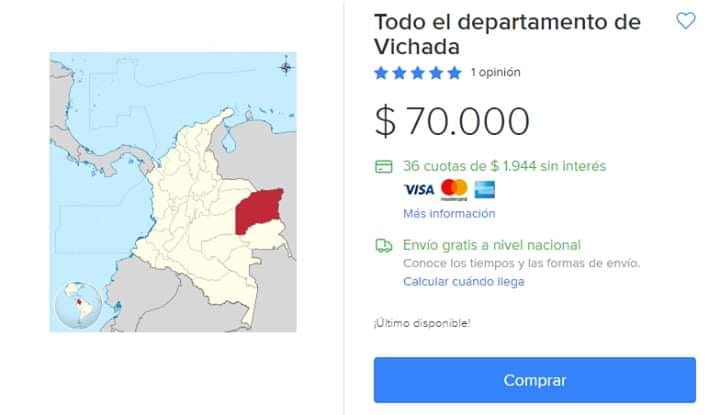 Todo el departamento de
Vichada
1 opinión
$ 70.000
36 cuotas de $ 1.944 sin interés
VISA mastercard
Más información
Envío gratis a nivel nacional
Conoce los tiempos y las formas de envío.
Calcular cuándo llega
¡Último disponible!
Comprar